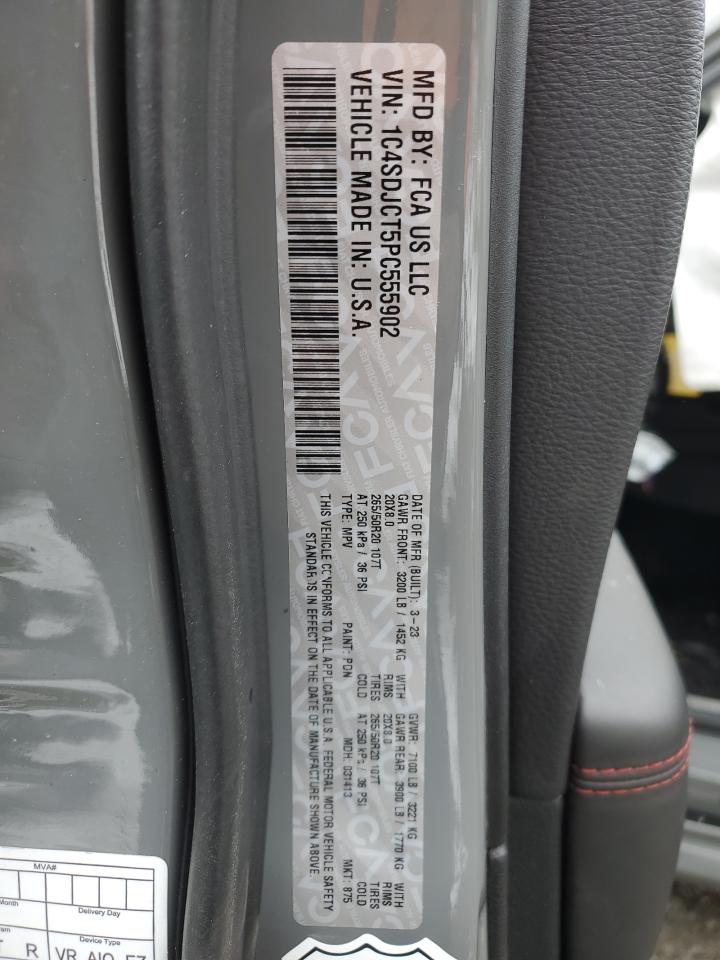 MFD BY: FCA US LLC
VIN: 1C4SDJCT5PC555902
VEHICLE MADE IN: U.S.A.
DATE OF MFR (BUILT): 3-23 GVWR: 7100 LB / 3221 KG
GAWR FRONT: 3200 LB / 1452 KG WITH GAWR REAR: 3900 LB / 1770 KG WITH
20X8.0 RIMS 20X8.0 RIMS
265/50R20 107T TIRES 265/50R20 107T TIRES
AT 250 kPa / 36 PSI COLD AT 250 kPa / 36 PSI COLD
TYPE: MPV PAINT: PDN MDH: 031413 MKT: 875
THIS VEHICLE CONFORMS TO ALL APPLICABLE U.S.A. FEDERAL MOTOR VEHICLE SAFETY
STANDARDS IN EFFECT ON THE DATE OF MANUFACTURE SHOWN ABOVE.
MVA#
Month Delivery Day
Device Type
R VR AIO EZ